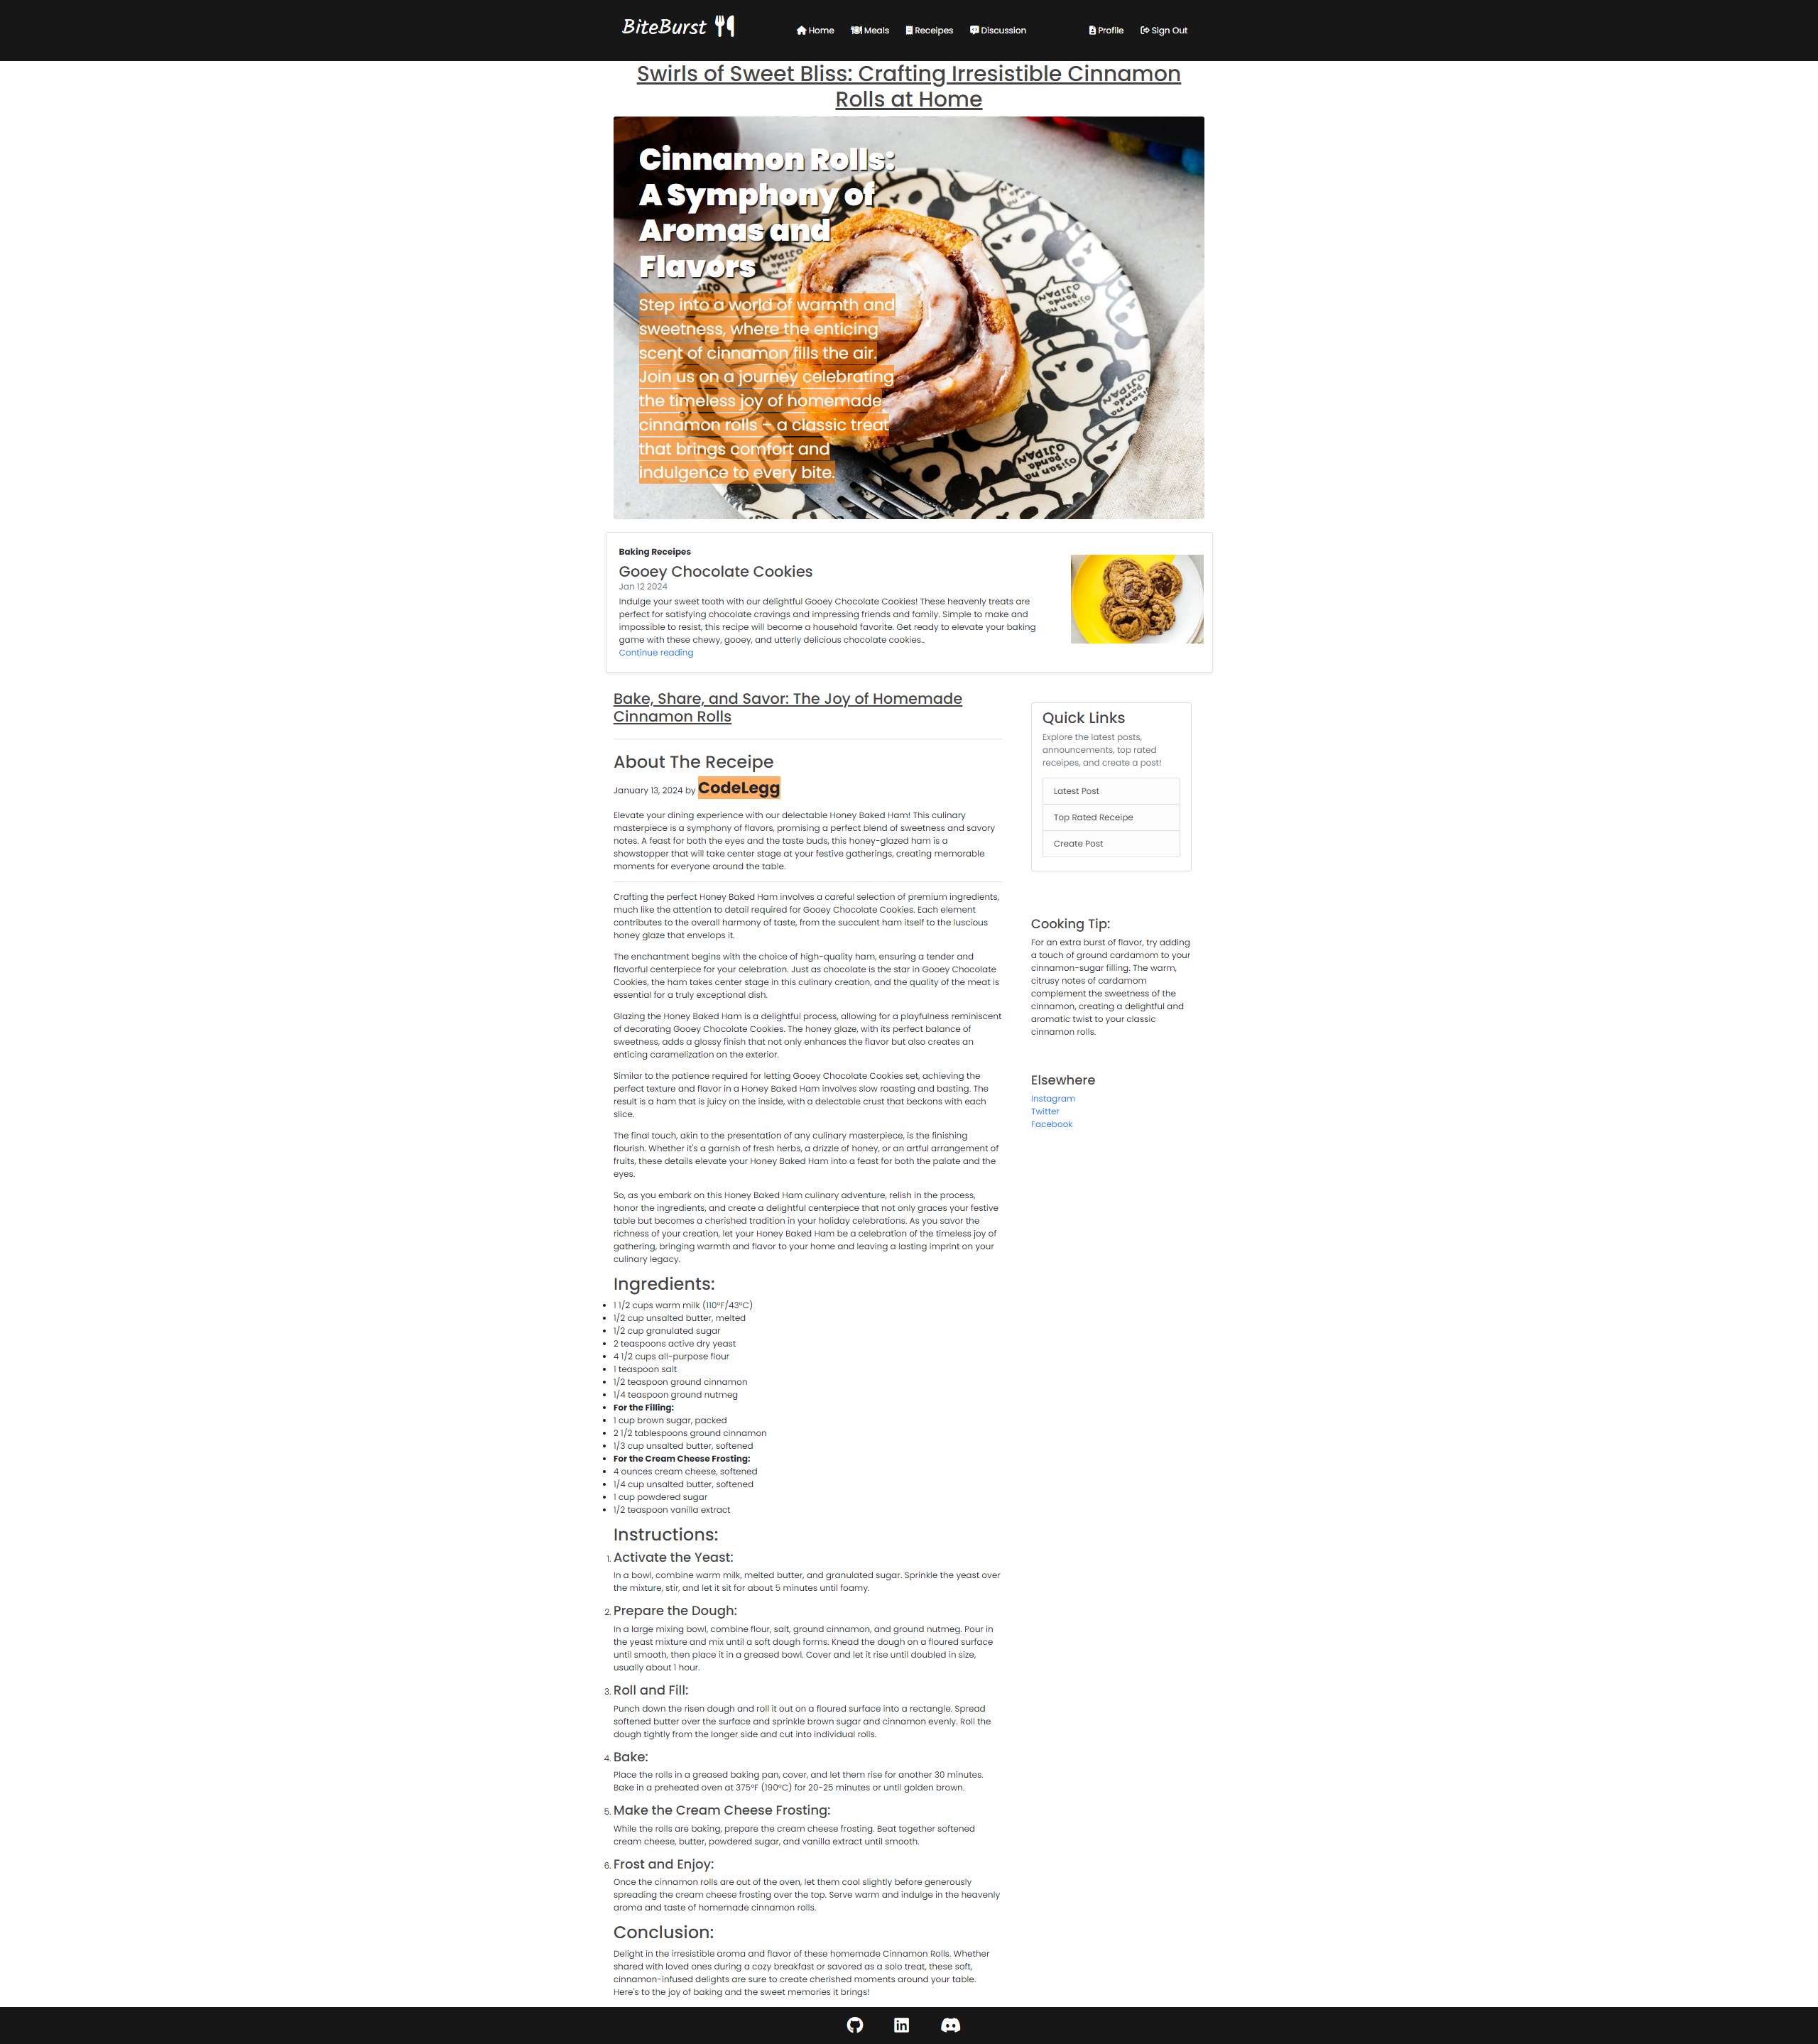 BiteBurst
Home Meals Receipes Discussion Profile Sign Out
Swirls of Sweet Bliss: Crafting Irresistible Cinnamon
Rolls at Home
Cinnamon Rolls:
A Symphony of
Aromas and
Flavors
Step into a world of warmth and
sweetness, where the enticing
scent of cinnamon fills the air.
Join us on a journey celebrating
the timeless joy of homemade
cinnamon rolls – a classic treat
that brings comfort and
indulgence to every bite.
ojisan na
panda
OJIPAN
Baking Receipes
Gooey Chocolate Cookies
Jan 12 2024
Indulge your sweet tooth with our delightful Gooey Chocolate Cookies! These heavenly treats are
perfect for satisfying chocolate cravings and impressing friends and family. Simple to make and
impossible to resist, this recipe will become a household favorite. Get ready to elevate your baking
game with these chewy, gooey, and utterly delicious chocolate cookies..
Continue reading
Bake, Share, and Savor: The Joy of Homemade
Cinnamon Rolls
About The Receipe
January 13, 2024 by CodeLegg
Elevate your dining experience with our delectable Honey Baked Ham! This culinary
masterpiece is a symphony of flavors, promising a perfect blend of sweetness and savory
notes. A feast for both the eyes and the taste buds, this honey-glazed ham is a
showstopper that will take center stage at your festive gatherings, creating memorable
moments for everyone around the table.
Crafting the perfect Honey Baked Ham involves a careful selection of premium ingredients,
much like the attention to detail required for Gooey Chocolate Cookies. Each element
contributes to the overall harmony of taste, from the succulent ham itself to the luscious
honey glaze that envelops it.
The enchantment begins with the choice of high-quality ham, ensuring a tender and
flavorful centerpiece for your celebration. Just as chocolate is the star in Gooey Chocolate
Cookies, the ham takes center stage in this culinary creation, and the quality of the meat is
essential for a truly exceptional dish.
Glazing the Honey Baked Ham is a delightful process, allowing for a playfulness reminiscent
of decorating Gooey Chocolate Cookies. The honey glaze, with its perfect balance of
sweetness, adds a glossy finish that not only enhances the flavor but also creates an
enticing caramelization on the exterior.
Similar to the patience required for letting Gooey Chocolate Cookies set, achieving the
perfect texture and flavor in a Honey Baked Ham involves slow roasting and basting. The
result is a ham that is juicy on the inside, with a delectable crust that beckons with each
slice.
The final touch, akin to the presentation of any culinary masterpiece, is the finishing
flourish. Whether it's a garnish of fresh herbs, a drizzle of honey, or an artful arrangement of
fruits, these details elevate your Honey Baked Ham into a feast for both the palate and the
eyes.
So, as you embark on this Honey Baked Ham culinary adventure, relish in the process,
honor the ingredients, and create a delightful centerpiece that not only graces your festive
table but becomes a cherished tradition in your holiday celebrations. As you savor the
richness of your creation, let your Honey Baked Ham be a celebration of the timeless joy of
gathering, bringing warmth and flavor to your home and leaving a lasting imprint on your
culinary legacy.
Ingredients:
• 1 1/2 cups warm milk (110°F/43°C)
• 1/2 cup unsalted butter, melted
• 1/2 cup granulated sugar
• 2 teaspoons active dry yeast
• 4 1/2 cups all-purpose flour
• 1 teaspoon salt
• 1/2 teaspoon ground cinnamon
• 1/4 teaspoon ground nutmeg
• For the Filling:
• 1 cup brown sugar, packed
• 2 1/2 tablespoons ground cinnamon
• 1/3 cup unsalted butter, softened
• For the Cream Cheese Frosting:
• 4 ounces cream cheese, softened
• 1/4 cup unsalted butter, softened
• 1 cup powdered sugar
• 1/2 teaspoon vanilla extract
Instructions:
1. Activate the Yeast:
In a bowl, combine warm milk, melted butter, and granulated sugar. Sprinkle the yeast over
the mixture, stir, and let it sit for about 5 minutes until foamy.
2. Prepare the Dough:
In a large mixing bowl, combine flour, salt, ground cinnamon, and ground nutmeg. Pour in
the yeast mixture and mix until a soft dough forms. Knead the dough on a floured surface
until smooth, then place it in a greased bowl. Cover and let it rise until doubled in size,
usually about 1 hour.
3. Roll and Fill:
Punch down the risen dough and roll it out on a floured surface into a rectangle. Spread
softened butter over the surface and sprinkle brown sugar and cinnamon evenly. Roll the
dough tightly from the longer side and cut into individual rolls.
4. Bake:
Place the rolls in a greased baking pan, cover, and let them rise for another 30 minutes.
Bake in a preheated oven at 375°F (190°C) for 20-25 minutes or until golden brown.
5. Make the Cream Cheese Frosting:
While the rolls are baking, prepare the cream cheese frosting. Beat together softened
cream cheese, butter, powdered sugar, and vanilla extract until smooth.
6. Frost and Enjoy:
Once the cinnamon rolls are out of the oven, let them cool slightly before generously
spreading the cream cheese frosting over the top. Serve warm and indulge in the heavenly
aroma and taste of homemade cinnamon rolls.
Conclusion:
Delight in the irresistible aroma and flavor of these homemade Cinnamon Rolls. Whether
shared with loved ones during a cozy breakfast or savored as a solo treat, these soft,
cinnamon-infused delights are sure to create cherished moments around your table.
Here's to the joy of baking and the sweet memories it brings!
Quick Links
Explore the latest posts,
announcements, top rated
receipes, and create a post!
Latest Post
Top Rated Receipe
Create Post
Cooking Tip:
For an extra burst of flavor, try adding
a touch of ground cardamom to your
cinnamon-sugar filling. The warm,
citrusy notes of cardamom
complement the sweetness of the
cinnamon, creating a delightful and
aromatic twist to your classic
cinnamon rolls.
Elsewhere
Instagram
Twitter
Facebook